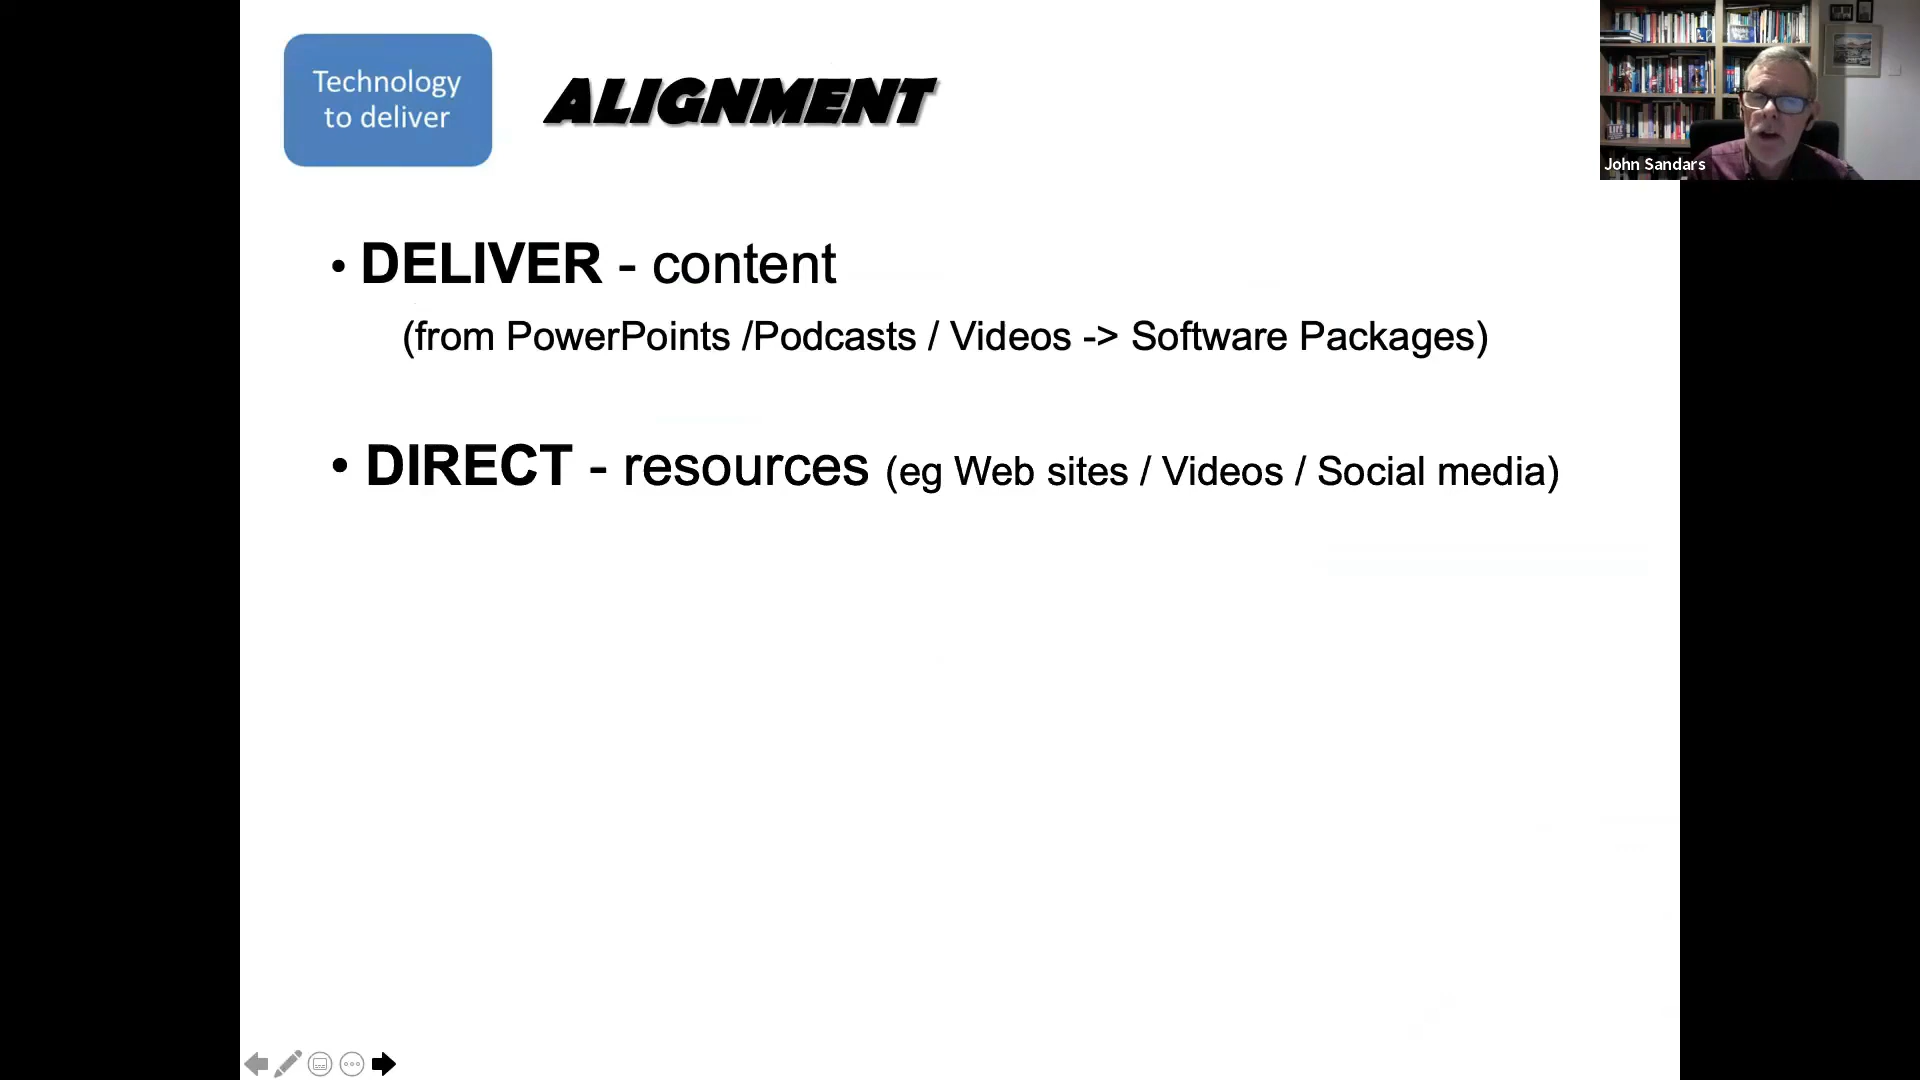 Technology
to deliver
ALIGNMENT
John Sandars
• DELIVER - content
(from PowerPoints /Podcasts / Videos -> Software Packages)
• DIRECT - resources (eg Web sites / Videos / Social media)